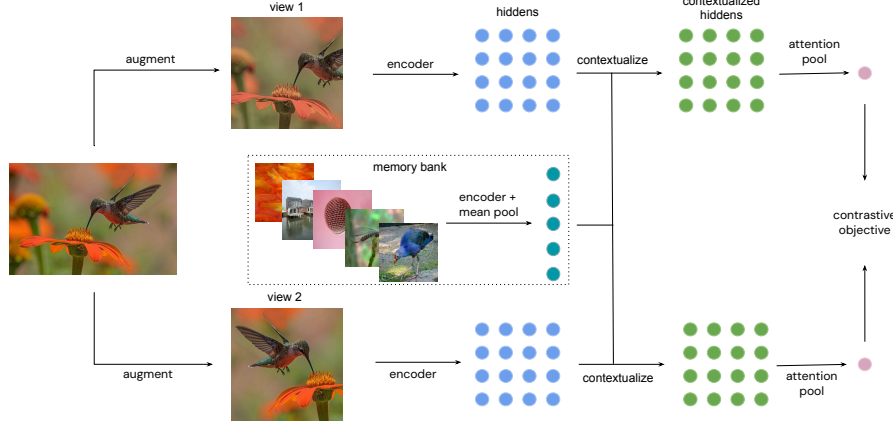 view 1
hiddens
contextualized
hiddens
augment
encoder
contextualize
attention
pool
memory bank
encoder +
mean pool
contrastive
objective
view 2
augment
encoder
contextualize
attention
pool